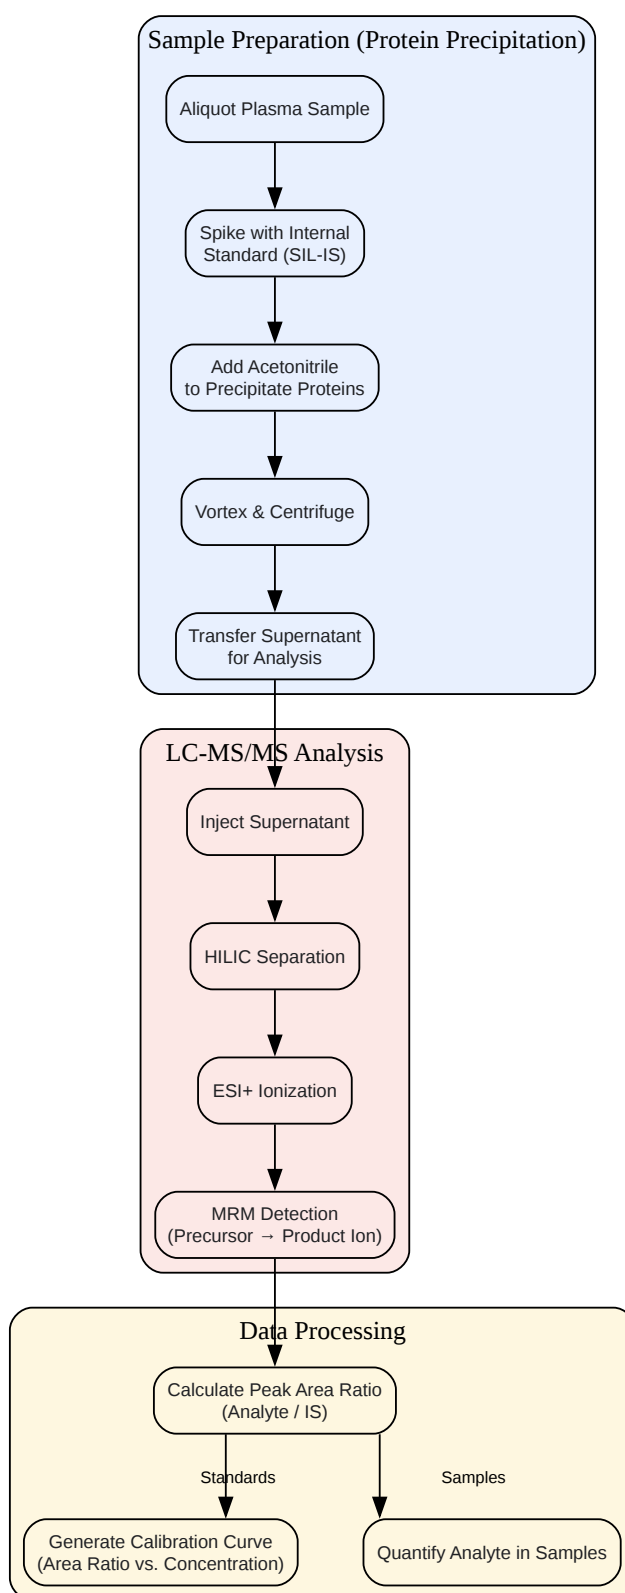 Sample Preparation (Protein Precipitation)
Aliquot Plasma Sample
Spike with Internal
Standard (SIL-IS)
Add Acetonitrile
to Precipitate Proteins
Vortex & Centrifuge
Transfer Supernatant
for Analysis
LC-MS/MS Analysis
Inject Supernatant
HILIC Separation
ESI+ Ionization
MRM Detection
(Precursor → Product Ion)
Data Processing
Calculate Peak Area Ratio
(Analyte / IS)
Standards
Samples
Generate Calibration Curve
(Area Ratio vs. Concentration)
Quantify Analyte in Samples